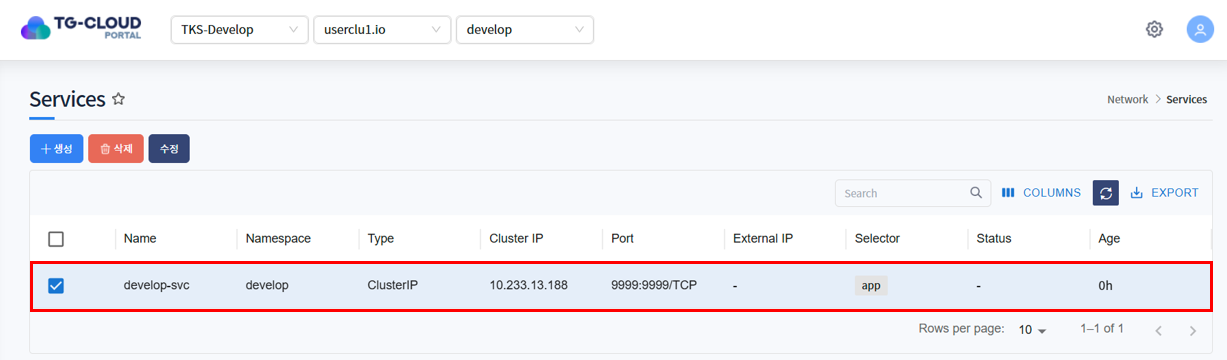 TG-CLOUD
PORTAL
TKS-Develop userclu1.io develop
Services
Network > Services
+ 생성 삭제 수정
Search COLUMNS EXPORT
Name Namespace Type Cluster IP Port External IP Selector Status Age
develop-svc develop ClusterIP 10.233.13.188 9999:9999/TCP - app - 0h
Rows per page: 10 1–1 of 1